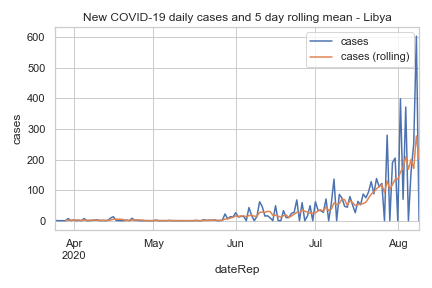 New COVID-19 daily cases and 5 day rolling mean - Libya
cases
cases (rolling)
600
500
400
300
200
100
0
cases
Apr
2020
May
Jun
Jul
Aug
dateRep